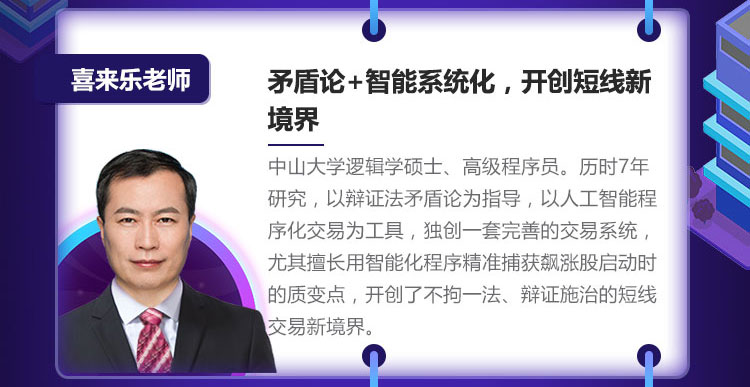 喜来乐老师
矛盾论+智能系统化，开创短线新
境界
中山大学逻辑学硕士、高级程序员。历时7年
研究，以辩证法矛盾论为指导，以人工智能程
序化交易为工具，独创一套完善的交易系统，
尤其擅长用智能化程序精准捕获飙涨股启动时
的质变点，开创了不拘一法、辩证施治的短线
交易新境界。